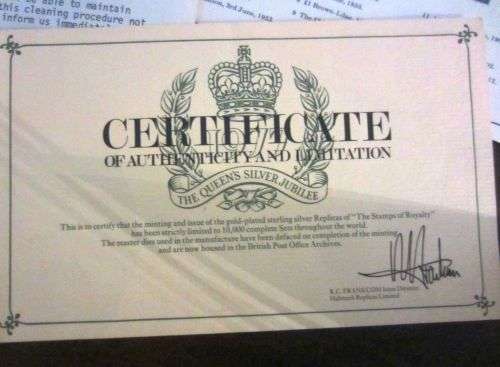 be able to maintain
this cleaning procedure not
inform us immediately
3rd June, 1953.
1977
CERTIFICATE
OF AUTHENTICITY AND LIMITATION
THE QUEEN'S SILVER JUBILEE
This is to certify that the minting and issue of the gold-plated sterling silver Replicas of "The Stamps of Royalty"
has been strictly limited to 10,000 complete Sets throughout the world.
The master dies used in the manufacture have been defaced on completion of the minting
and are now housed in the British Post Office Archives.
R. C. FRANKCOM Issue Director
Hallmark Replicas Limited